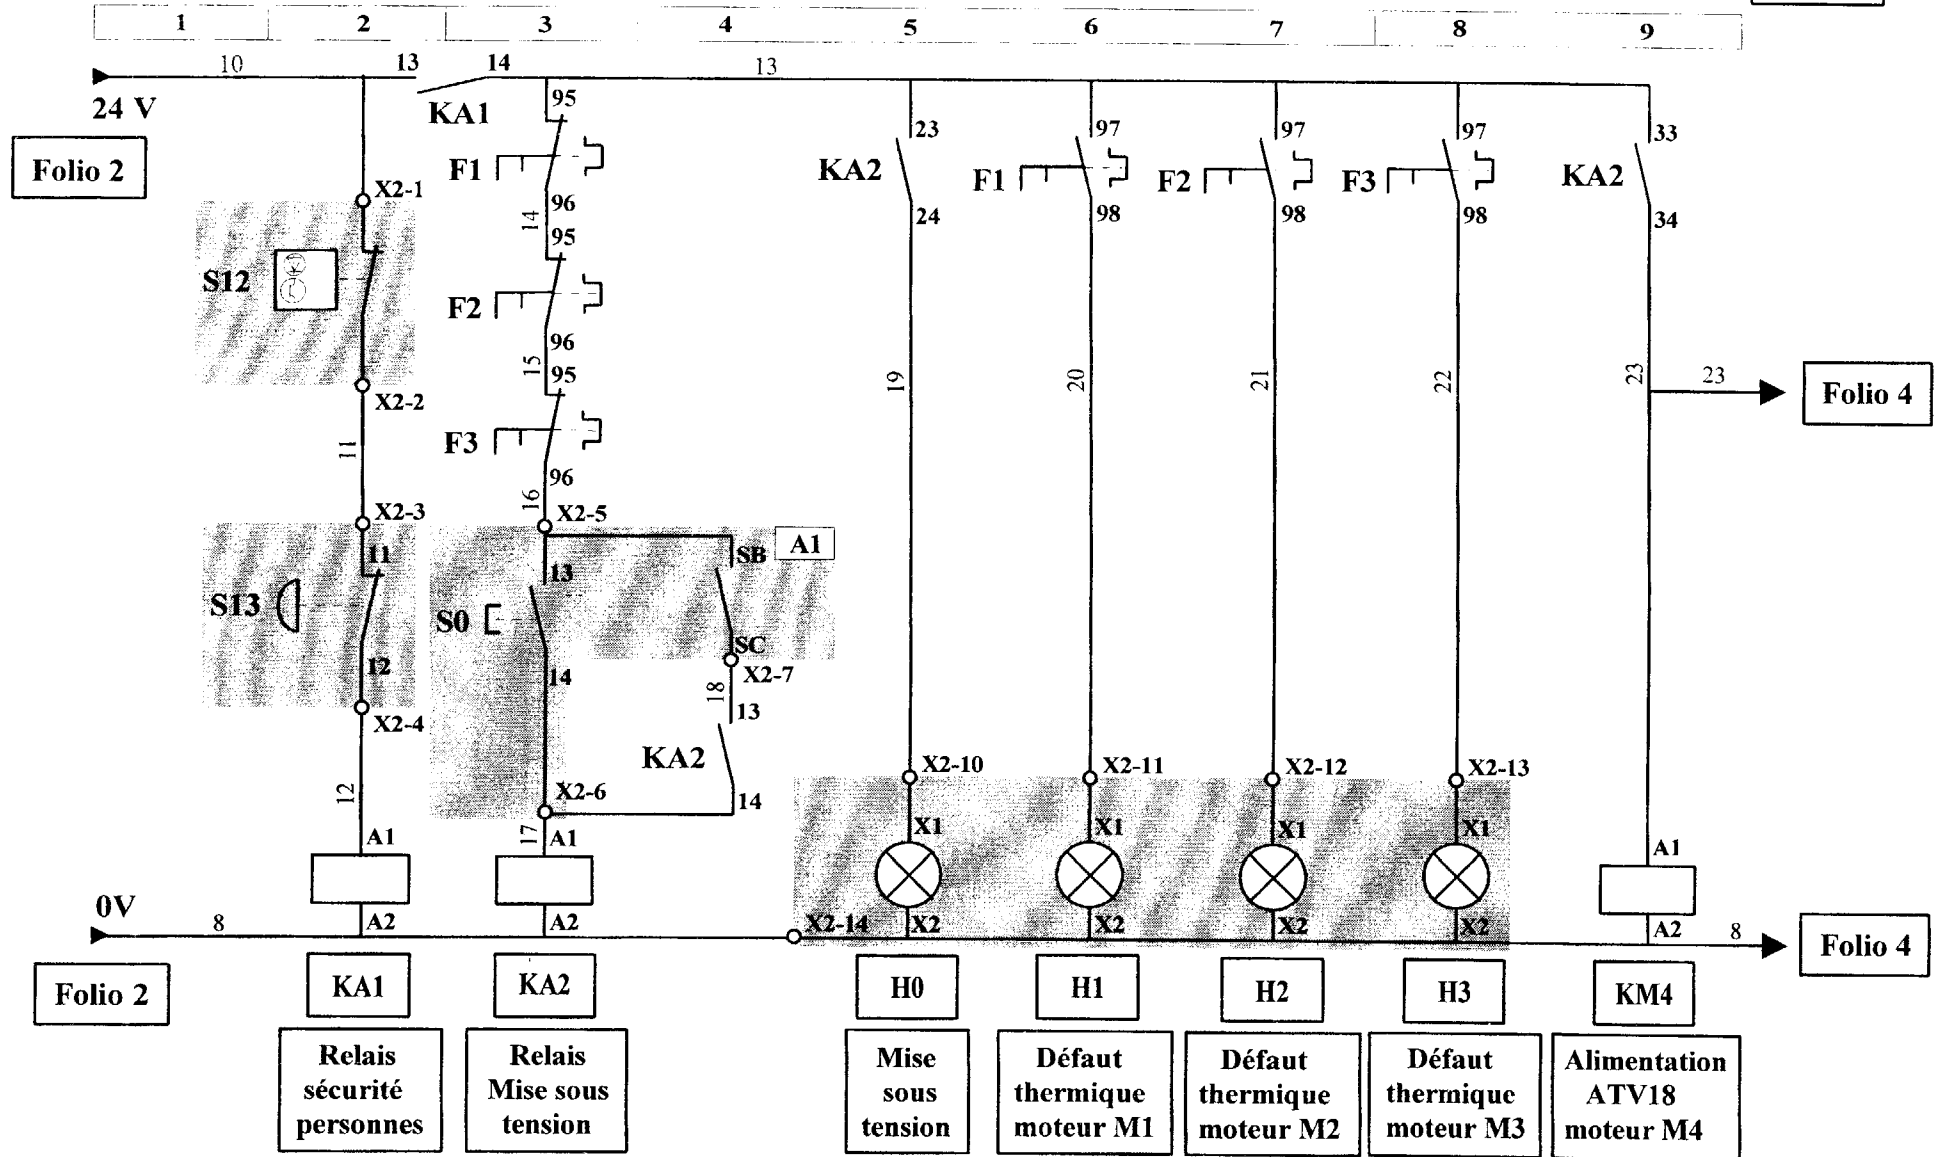 1 2 3 4 5 6 7 8 9
10 13 14 13
24 V
KA1
Folio 2
X2-1
S12
X2-2
11
X2-3
11
S13
12
X2-4
12
A1
A2
95
F1
96
14
95
F2
96
15
95
F3
96
16
X2-5
A1
13
S0
14
SB
SC
X2-7
18
13
KA2
14
X2-6
17
A1
A2
23
KA2
24
19
X2-10
X1
X2
97
F1
98
20
X2-11
X1
X2
97
F2
98
21
X2-12
X1
X2
97
F3
98
22
X2-13
X1
X2
33
KA2
34
23
23
Folio 4
A1
A2
0V
8
X2-14
8
Folio 4
Folio 2
KA1
KA2
H0
H1
H2
H3
KM4
Relais
sécurité
personnes
Relais
Mise sous
tension
Mise
sous
tension
Défaut
thermique
moteur M1
Défaut
thermique
moteur M2
Défaut
thermique
moteur M3
Alimentation
ATV18
moteur M4